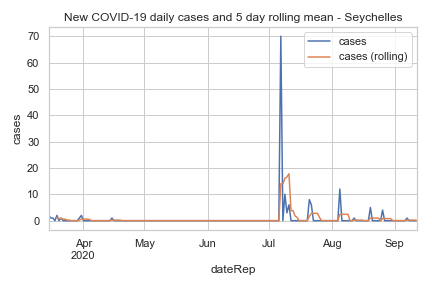 New COVID-19 daily cases and 5 day rolling mean - Seychelles
cases
cases (rolling)
70
60
50
40
30
20
10
0
cases
Apr
2020
May
Jun
Jul
Aug
Sep
dateRep